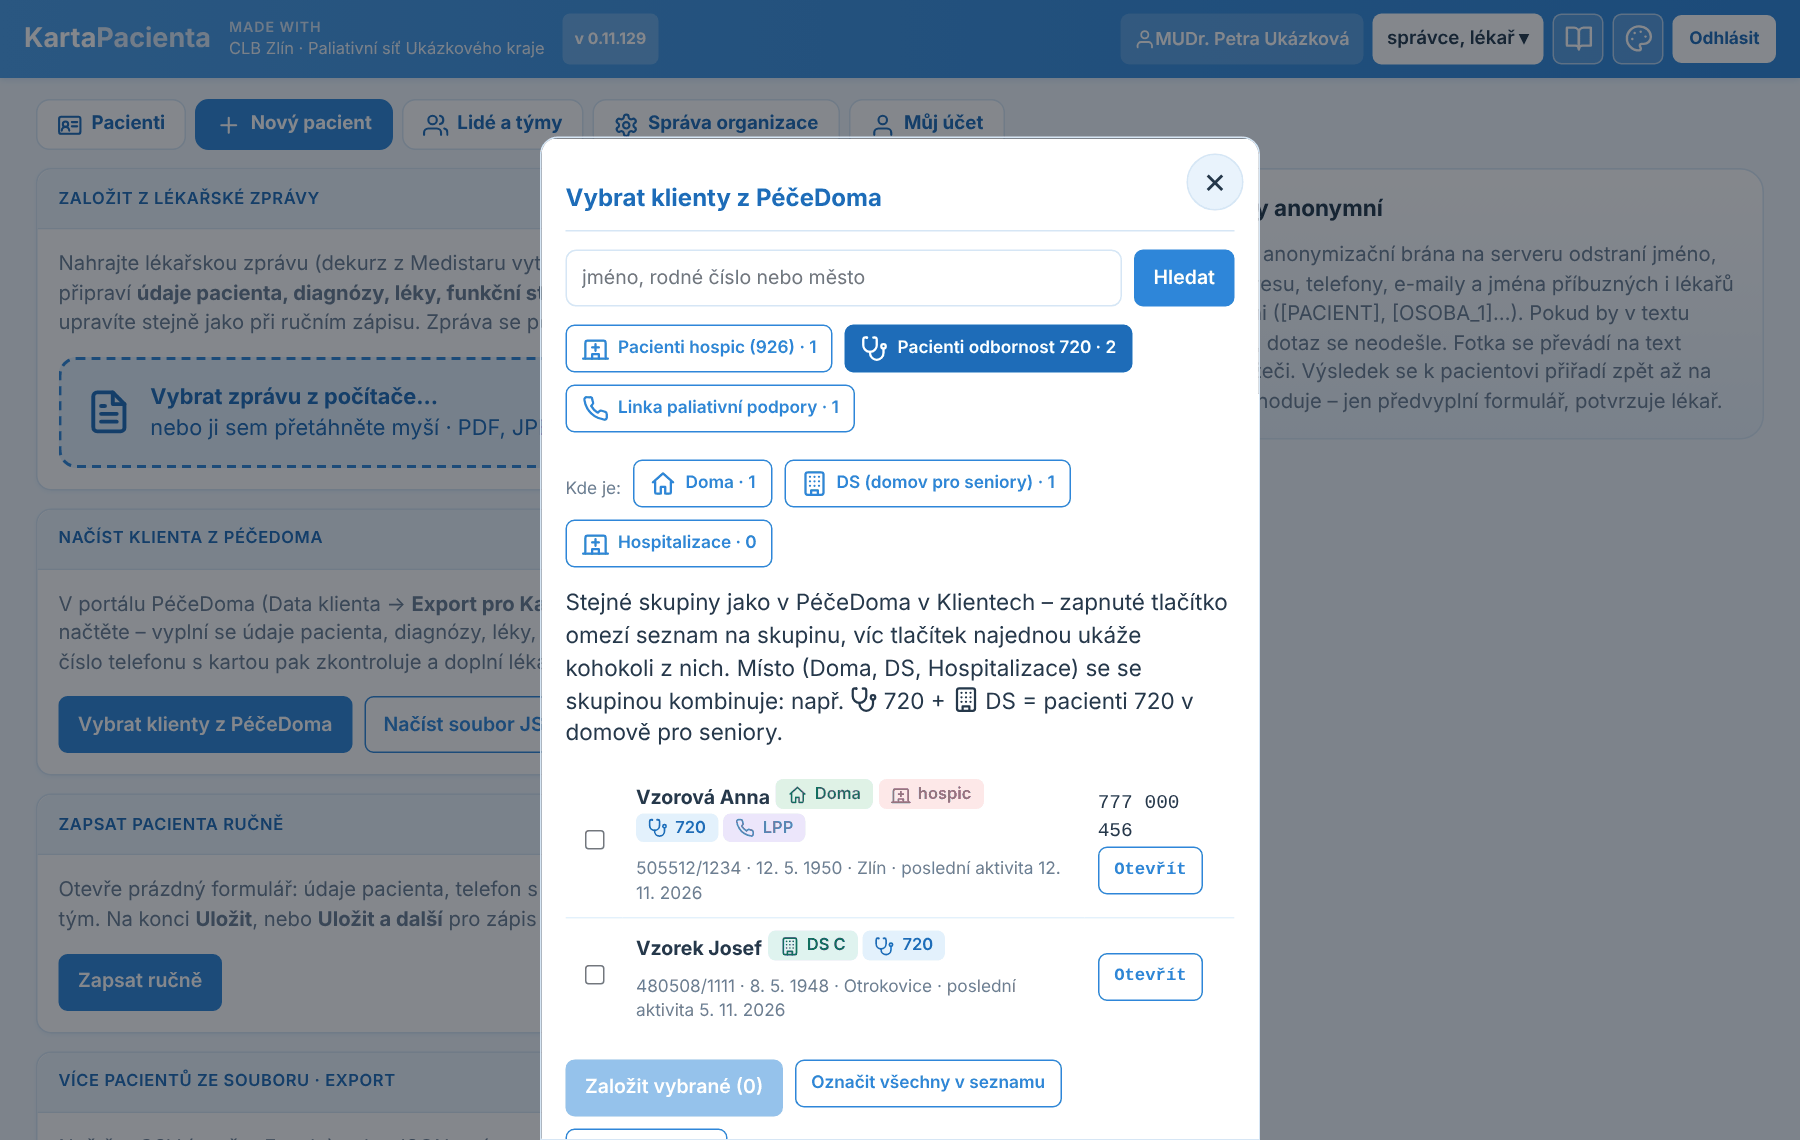 KartaPacienta
MADE WITH
CLB Zlín · Paliativní síť Ukázkového kraje
v 0.11.129
MUDr. Petra Ukázková
správce, lékař ▾
Odhlásit
Pacienti
Nový pacient
Lidé a týmy
Správa organizace
Můj účet
ZALOŽIT Z LÉKAŘSKÉ ZPRÁVY
Nahrajte lékařskou zprávu (dekurz z Medistaru
připraví údaje pacienta, diagnózy, léky, funkční
upravíte stejně jako při ručním zápisu. Zpráva se
Vybrat zprávu z počítače…
nebo ji sem přetáhněte myší · PDF,
NAČÍST KLIENTA Z PÉČEDOMA
V portálu PéčeDoma (Data klienta → Export pro
načtěte – vyplní se údaje pacienta, diagnózy, léky,
číslo telefonu s kartou pak zkontroluje a doplní
Vybrat klienty z PéčeDoma
Načíst soubor
ZAPSAT PACIENTA RUČNĚ
Otevře prázdný formulář: údaje pacienta, telefon s
tým. Na konci Uložit, nebo Uložit a další pro zápis
Zapsat ručně
VÍCE PACIENTŮ ZE SOUBORU · EXPORT
Vybrat klienty z PéčeDoma
×
jméno, rodné číslo nebo město
Hledat
Pacienti hospic (926) · 1
Pacienti odbornost 720 · 2
Linka paliativní podpory · 1
Kde je:
Doma · 1
DS (domov pro seniory) · 1
Hospitalizace · 0
Stejné skupiny jako v PéčeDoma v Klientech – zapnuté tlačítko
omezí seznam na skupinu, víc tlačítek najednou ukáže
kohokoli z nich. Místo (Doma, DS, Hospitalizace) se se
skupinou kombinuje: např. 720 + DS = pacienti 720 v
domově pro seniory.
Vzorová Anna Doma hospic
720 LPP
505512/1234 · 12. 5. 1950 · Zlín · poslední aktivita 12.
11. 2026
777 000
456
Otevřít
Vzorek Josef DS C 720
480508/1111 · 8. 5. 1948 · Otrokovice · poslední
aktivita 5. 11. 2026
Otevřít
Založit vybrané (0)
Označit všechny v seznamu
anonymní
anonymizační brána na serveru odstraní jméno,
telefony, e-maily a jména příbuzných i lékařů
([PACIENT], [OSOBA_1]…). Pokud by v textu
dotaz se neodešle. Fotka se převádí na text
Výsledek se k pacientovi přiřadí zpět až na
– jen předvyplní formulář, potvrzuje lékař.